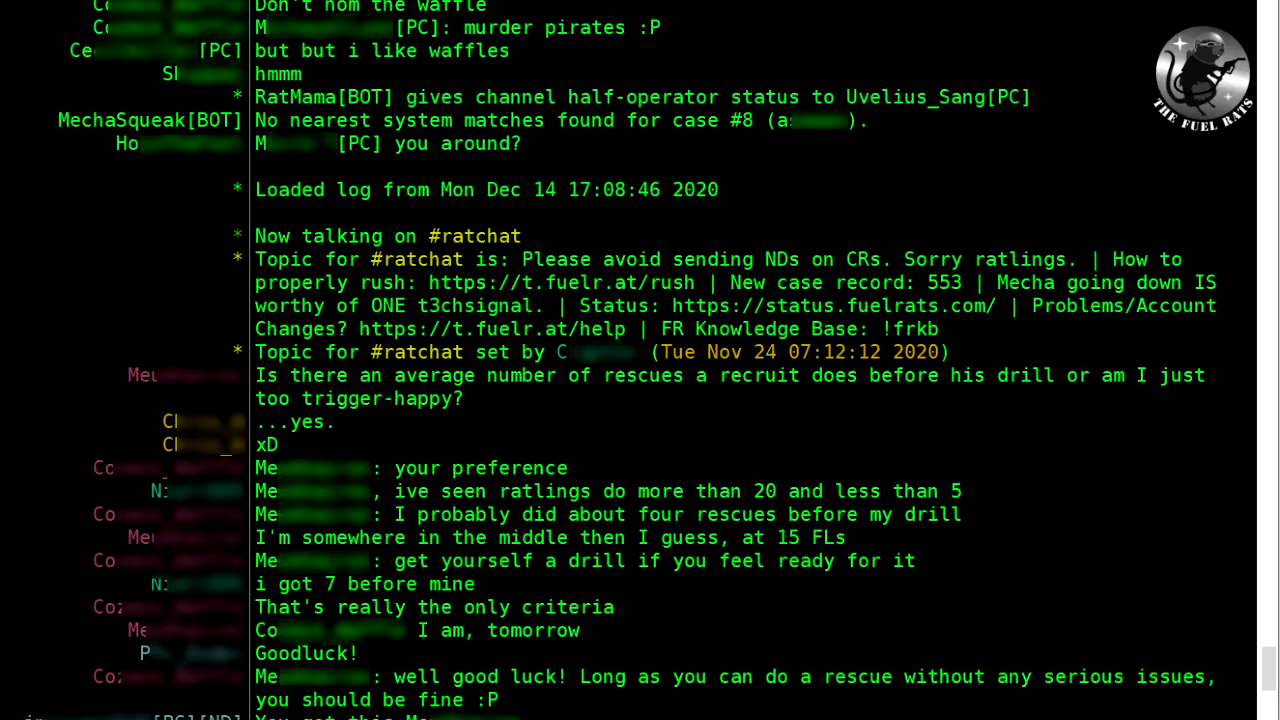 Don't nom the waffle
[PC]: murder pirates :P
[PC] but but i like waffles
hmmm
* RatMama[BOT] gives channel half-operator status to Uvelius_Sang[PC]
MechaSqueak[BOT] No nearest system matches found for case #8 ( ).
[PC] you around?
* Loaded log from Mon Dec 14 17:08:46 2020
* Now talking on #ratchat
* Topic for #ratchat is: Please avoid sending NDs on CRs. Sorry ratlings. | How to
properly rush: https://t.fuelr.at/rush | New case record: 553 | Mecha going down IS
worthy of ONE t3chsignal. | Status: https://status.fuelrats.com/ | Problems/Account
Changes? https://t.fuelr.at/help | FR Knowledge Base: !frkb
* Topic for #ratchat set by (Tue Nov 24 07:12:12 2020)
Is there an average number of rescues a recruit does before his drill or am I just
too trigger-happy?
...yes.
xD
: your preference
, ive seen ratlings do more than 20 and less than 5
: I probably did about four rescues before my drill
I'm somewhere in the middle then I guess, at 15 FLs
: get yourself a drill if you feel ready for it
i got 7 before mine
That's really the only criteria
I am, tomorrow
Goodluck!
: well good luck! Long as you can do a rescue without any serious issues,
you should be fine :P
You got this
THE FUEL RATS